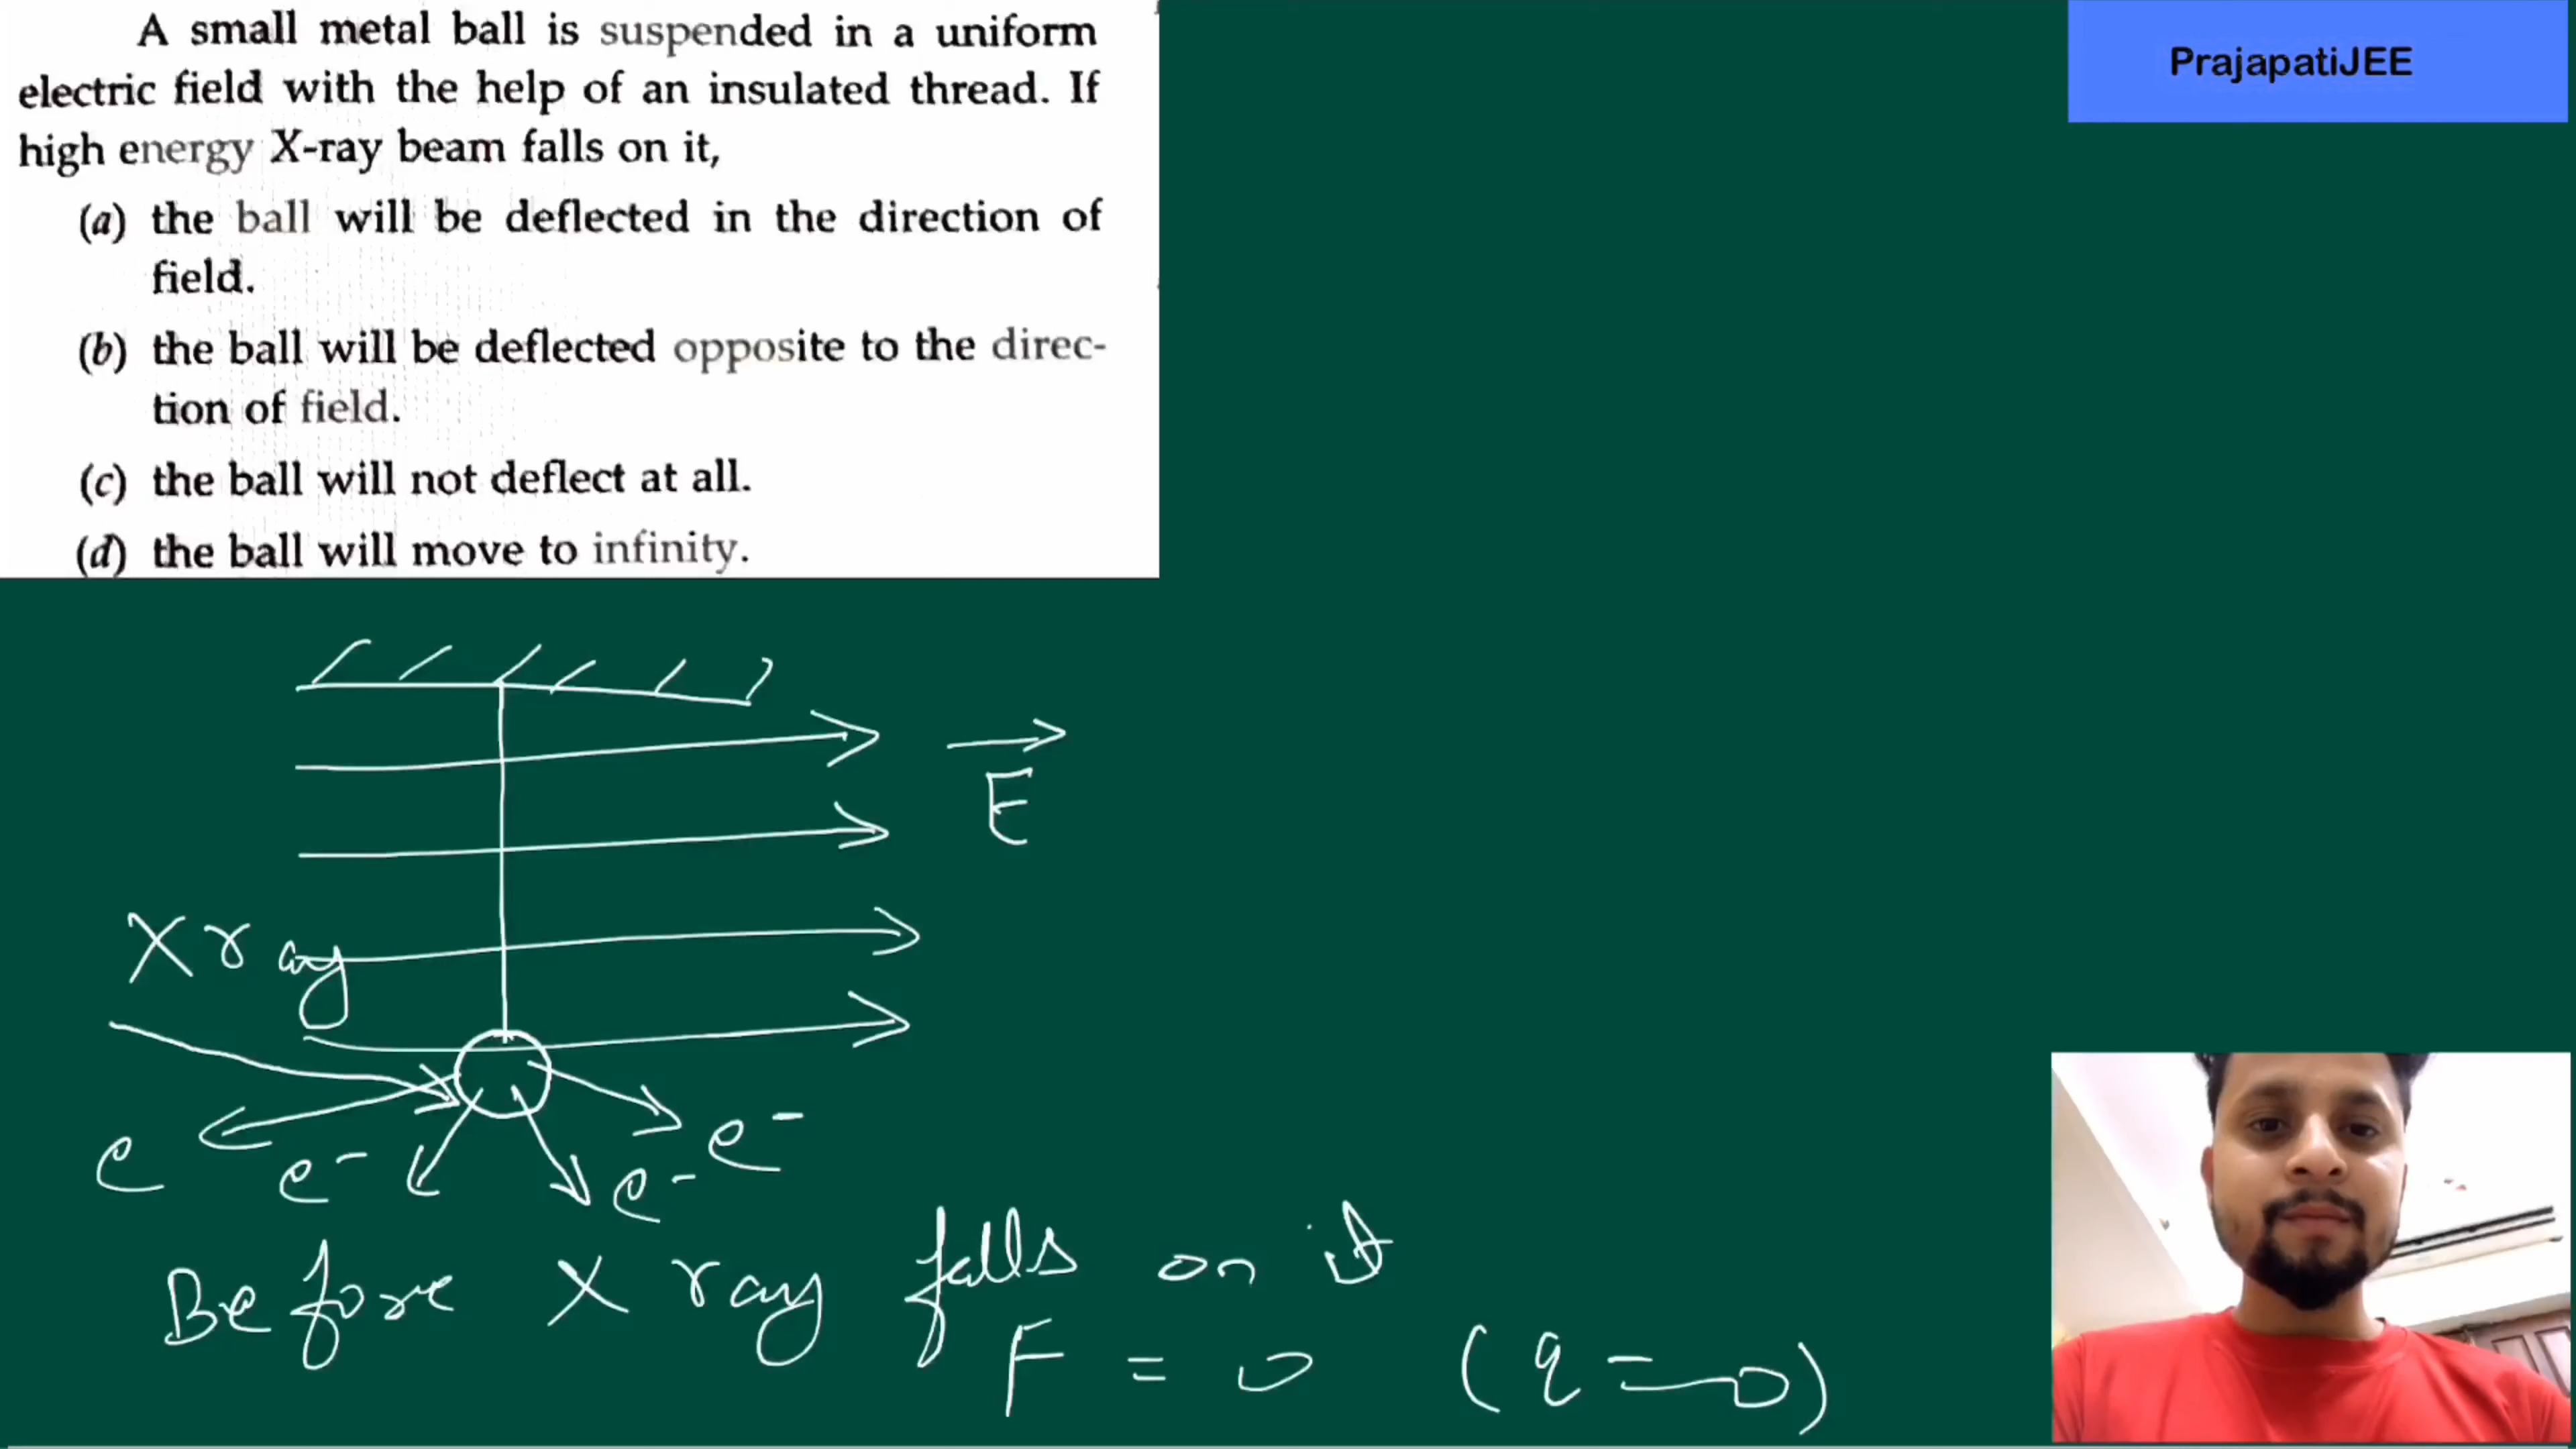 A small metal ball is suspended in a uniform
electric field with the help of an insulated thread. If
high energy X-ray beam falls on it,
(a) the ball will be deflected in the direction of
field.
(b) the ball will be deflected opposite to the direc-
tion of field.
(c) the ball will not deflect at all.
(d) the ball will move to infinity.
PrajapatiJEE
E
X ray
e
e-
e-
e-
Before X ray falls on it
F = 0 (q = 0)